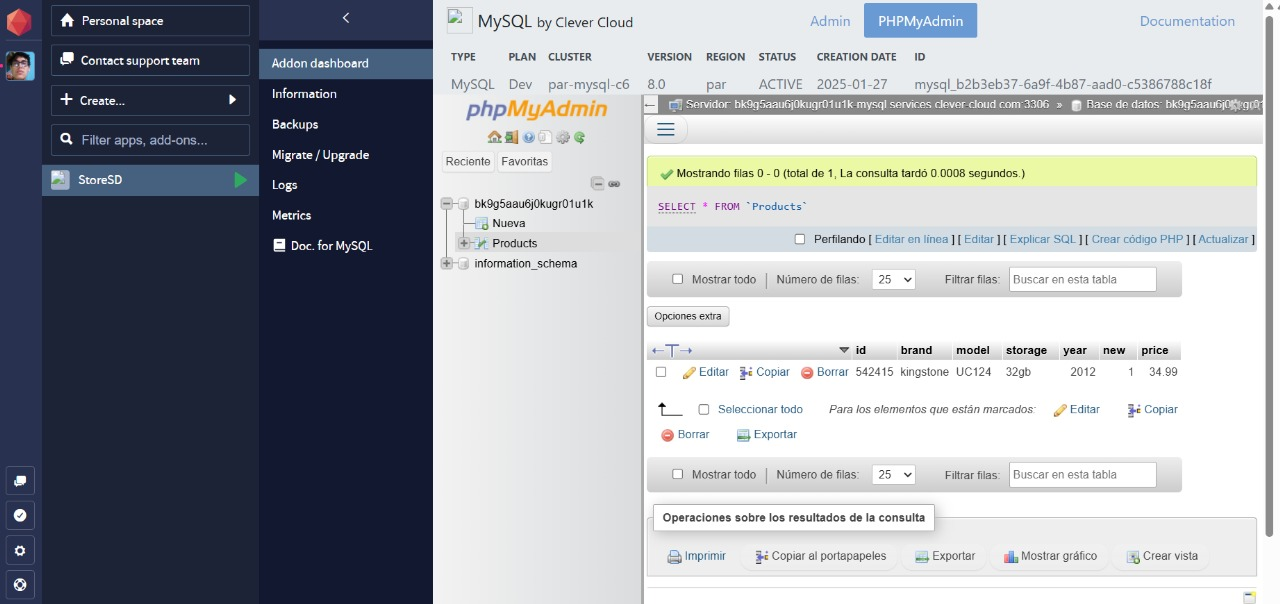 Personal space
Contact support team
Create...
Filter apps, add-ons...
StoreSD
Addon dashboard
Information
Backups
Migrate / Upgrade
Logs
Metrics
Doc. for MySQL
MySQL by Clever Cloud
Admin
PHPMyAdmin
Documentation
TYPE PLAN CLUSTER VERSION REGION STATUS CREATION DATE ID
MySQL Dev par-mysql-c6 8.0 par ACTIVE 2025-01-27 mysql_b2b3eb37-6a9f-4b87-aad0-c5386788c18f
phpMyAdmin
Reciente Favoritas
bk9g5aau6j0kugr01u1k
Nueva
Products
information_schema
Servidor: bk9g5aau6j0kugr01u1k-mysql.services.clever-cloud.com:3306 » Base de datos:
Mostrando filas 0 - 0 (total de 1, La consulta tardó 0.0008 segundos.)
SELECT * FROM `Products`
Perfilando [ Editar en línea ] [ Editar ] [ Explicar SQL ] [ Crear código PHP ] [ Actualizar ]
Mostrar todo | Número de filas: 25 Filtrar filas: Buscar en esta tabla
Opciones extra
←T→ id brand model storage year new price
Editar Copiar Borrar 542415 kingstone UC124 32gb 2012 1 34.99
Seleccionar todo Para los elementos que están marcados: Editar Copiar
Borrar Exportar
Mostrar todo | Número de filas: 25 Filtrar filas: Buscar en esta tabla
Operaciones sobre los resultados de la consulta
Imprimir Copiar al portapapeles Exportar Mostrar gráfico Crear vista